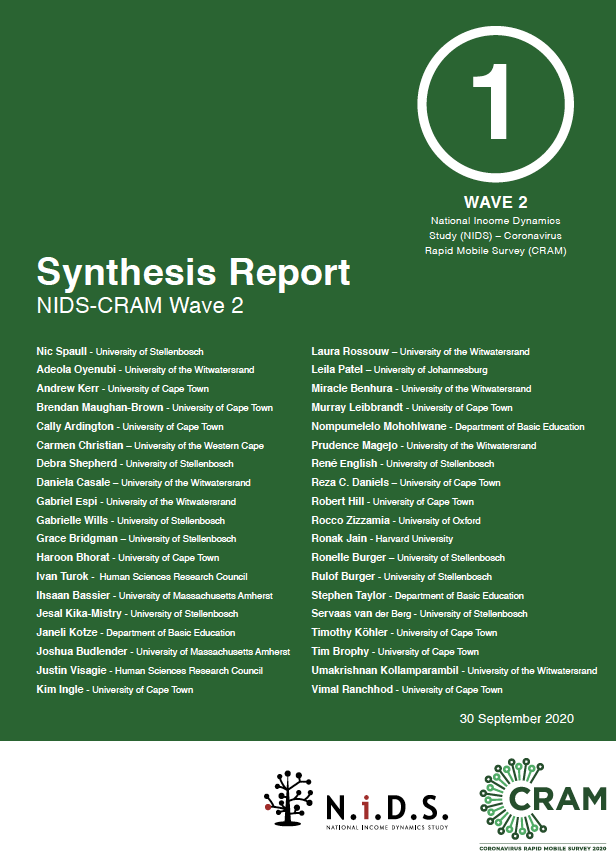 1
WAVE 2
National Income Dynamics
Study (NIDS) – Coronavirus
Rapid Mobile Survey (CRAM)
Synthesis Report
NIDS-CRAM Wave 2
Nic Spaull - University of Stellenbosch
Adeola Oyenubi - University of the Witwatersrand
Andrew Kerr - University of Cape Town
Brendan Maughan-Brown - University of Cape Town
Cally Ardington - University of Cape Town
Carmen Christian – University of the Western Cape
Debra Shepherd - University of Stellenbosch
Daniela Casale – University of the Witwatersrand
Gabriel Espi - University of the Witwatersrand
Gabrielle Wills - University of Stellenbosch
Grace Bridgman – University of Stellenbosch
Haroon Bhorat - University of Cape Town
Ivan Turok - Human Sciences Research Council
Ihsaan Bassier - University of Massachusetts Amherst
Jesal Kika-Mistry - University of Stellenbosch
Janeli Kotze - Department of Basic Education
Joshua Budlender - University of Massachusetts Amherst
Justin Visagie - Human Sciences Research Council
Kim Ingle - University of Cape Town
Laura Rossouw – University of the Witwatersrand
Leila Patel – University of Johannesburg
Miracle Benhura - University of the Witwatersrand
Murray Leibbrandt - University of Cape Town
Nompumelelo Mohohlwane - Department of Basic Education
Prudence Magejo - University of the Witwatersrand
René English - University of Stellenbosch
Reza C. Daniels – University of Cape Town
Robert Hill - University of Cape Town
Rocco Zizzamia - University of Oxford
Ronak Jain - Harvard University
Ronelle Burger – University of Stellenbosch
Rulof Burger - University of Stellenbosch
Stephen Taylor - Department of Basic Education
Servaas van der Berg - University of Stellenbosch
Timothy Köhler - University of Cape Town
Tim Brophy - University of Cape Town
Umakrishnan Kollamparambil - University of the Witwatersrand
Vimal Ranchhod - University of Cape Town
30 September 2020
N.i.D.S.
NATIONAL INCOME DYNAMICS STUDY
CRAM
CORONAVIRUS RAPID MOBILE SURVEY 2020